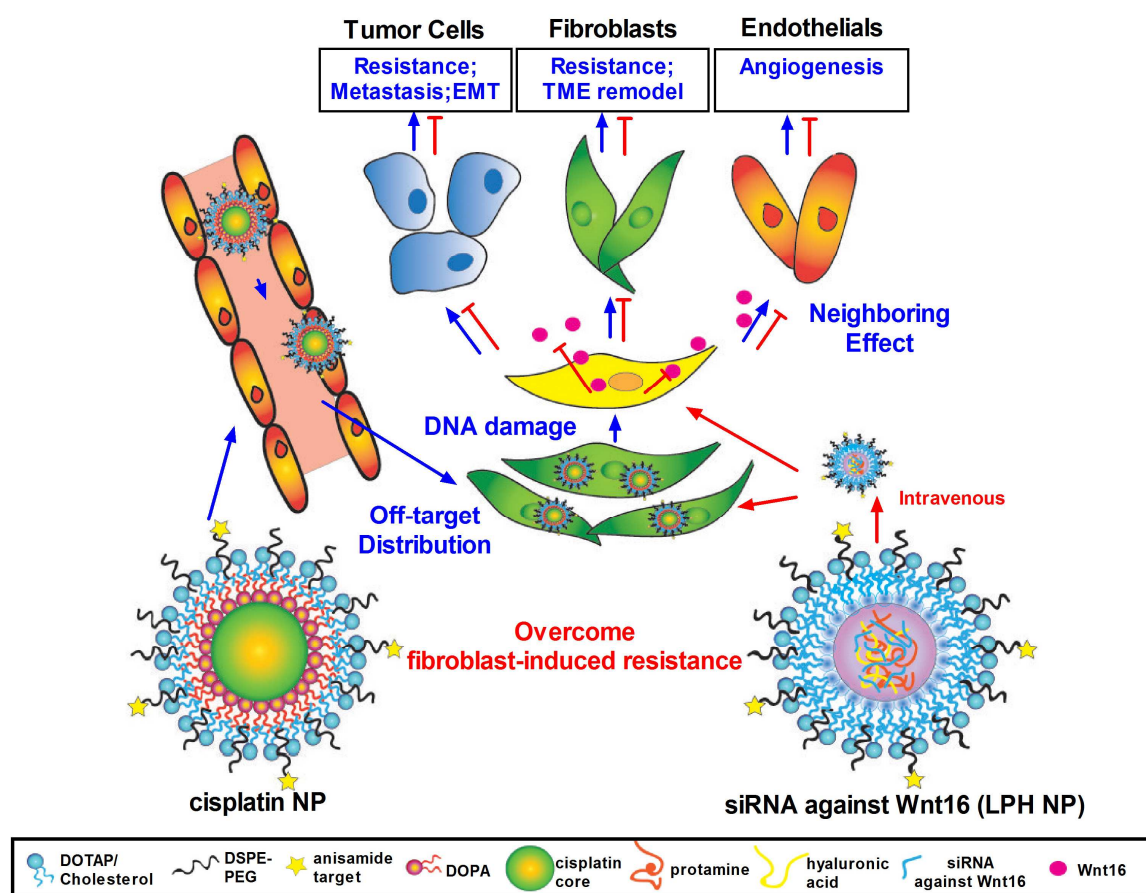 Tumor Cells
Fibroblasts
Endothelials
Resistance;
Metastasis;EMT
Resistance;
TME remodel
Angiogenesis
Neighboring
Effect
DNA damage
Off-target
Distribution
Intravenous
Overcome
fibroblast-induced resistance
cisplatin NP
siRNA against Wnt16 (LPH NP)
DOTAP/
Cholesterol
DSPE-
PEG
anisamide
target
DOPA
cisplatin
core
protamine
hyaluronic
acid
siRNA
against Wnt16
Wnt16